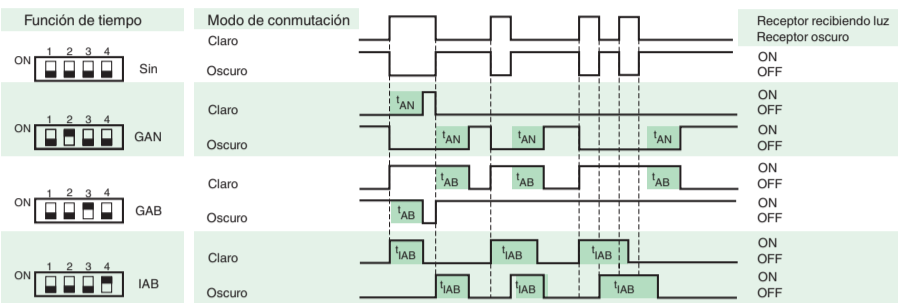 Función de tiempo
Modo de conmutación
Receptor recibiendo luz
Receptor oscuro
Claro
ON
1 2 3 4
Sin
Oscuro
ON
OFF
Claro
tAN
ON
OFF
ON
1 2 3 4
GAN
Oscuro
tAN
tAN
tAN
ON
OFF
Claro
tAB
tAB
tAB
ON
OFF
ON
1 2 3 4
GAB
Oscuro
tAB
ON
OFF
Claro
tIAB
tIAB
tIAB
ON
OFF
ON
1 2 3 4
IAB
Oscuro
tIAB
tIAB
tIAB
ON
OFF